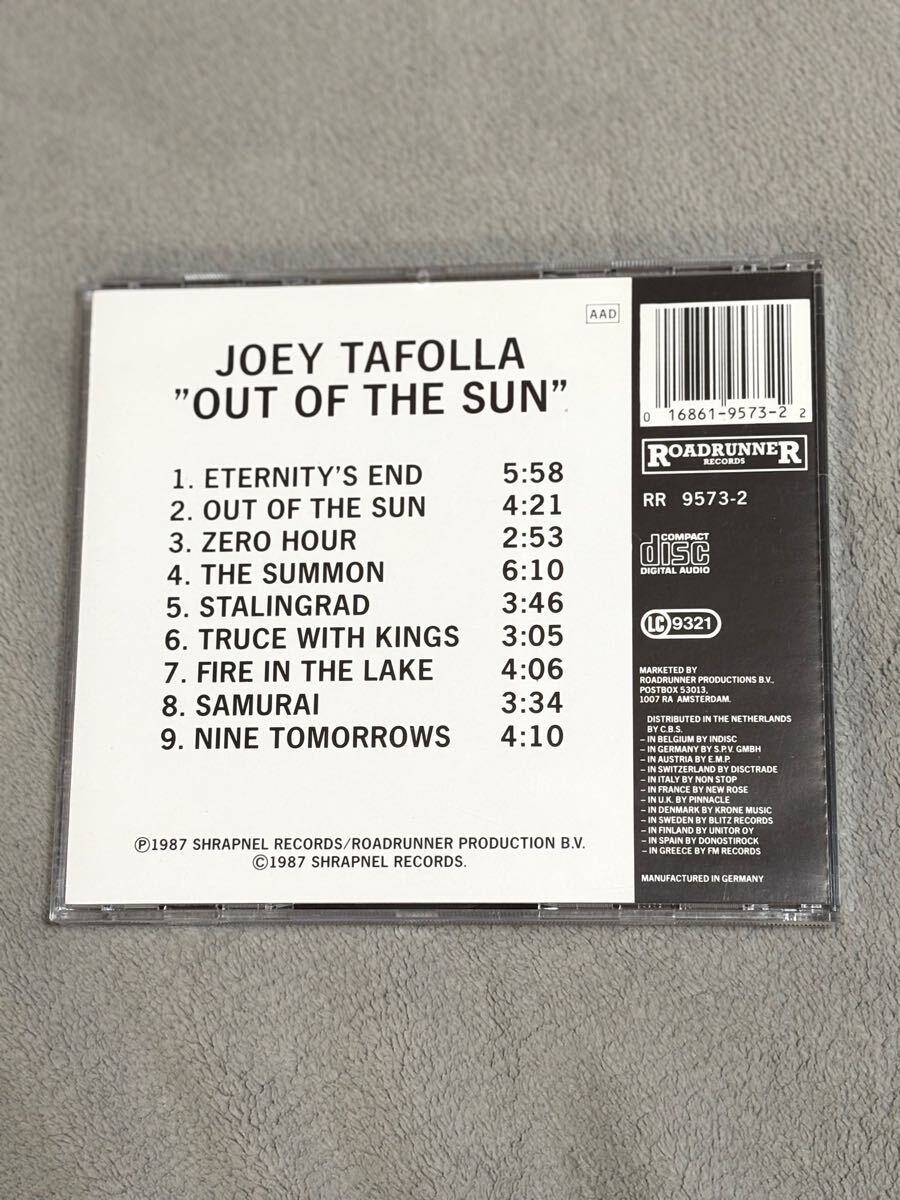 AAD
JOEY TAFOLLA
"OUT OF THE SUN"
1. ETERNITY'S END 5:58
2. OUT OF THE SUN 4:21
3. ZERO HOUR 2:53
4. THE SUMMON 6:10
5. STALINGRAD 3:46
6. TRUCE WITH KINGS 3:05
7. FIRE IN THE LAKE 4:06
8. SAMURAI 3:34
9. NINE TOMORROWS 4:10
℗1987 SHRAPNEL RECORDS/ROADRUNNER PRODUCTION B.V.
©1987 SHRAPNEL RECORDS.
0 16861-9573-2 2
ROADRUNNER
RECORDS
RR 9573-2
COMPACT
disc
DIGITAL AUDIO
LC 9321
MARKETED BY
ROADRUNNER PRODUCTIONS B.V.,
POSTBOX 53013,
1007 RA AMSTERDAM.
DISTRIBUTED IN THE NETHERLANDS
BY C.B.S.
– IN BELGIUM BY INDISC
– IN GERMANY BY S.P.V. GMBH
– IN AUSTRIA BY E.M.P.
– IN SWITZERLAND BY DISCTRADE
– IN ITALY BY NON STOP
– IN FRANCE BY NEW ROSE
– IN U.K. BY PINNACLE
– IN DENMARK BY KRONE MUSIC
– IN SWEDEN BY BLITZ RECORDS
– IN FINLAND BY UNITOR OY
– IN SPAIN BY DONOSTIROCK
– IN GREECE BY FM RECORDS
MANUFACTURED IN GERMANY